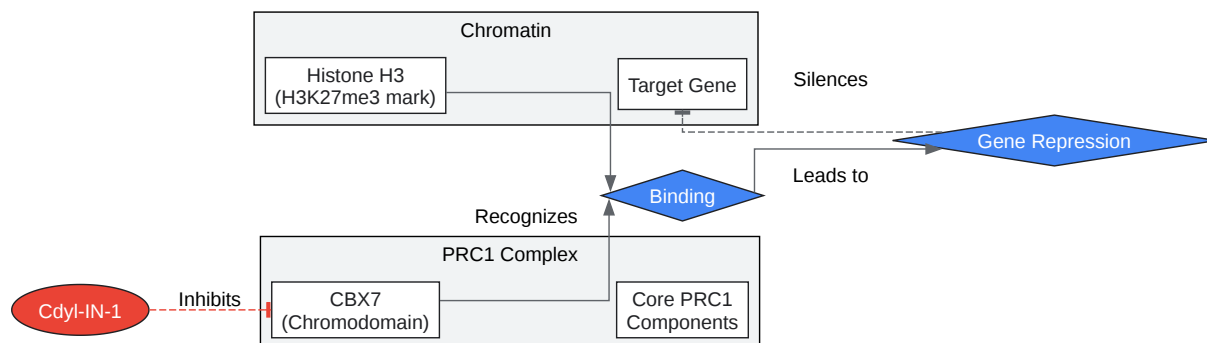 Chromatin
Histone H3
(H3K27me3 mark)
Target Gene
Silences
Gene Repression
Binding
Leads to
Recognizes
PRC1 Complex
Cdyl-IN-1
Inhibits
CBX7
(Chromodomain)
Core PRC1
Components